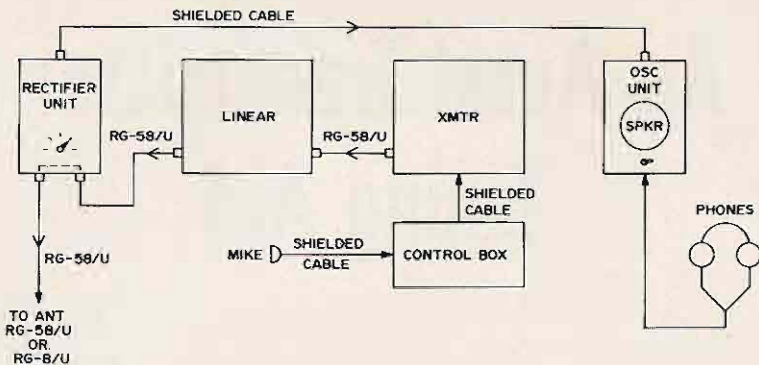 SHIELDED CABLE
RECTIFIER
UNIT
RG-58/U
LINEAR
RG-58/U
XMTR
OSC
UNIT
SPKR
SHIELDED
CABLE
PHONES
RG-58/U
MIKE
SHIELDED
CABLE
CONTROL BOX
TO ANT
RG-58/U
OR
RG-8/U